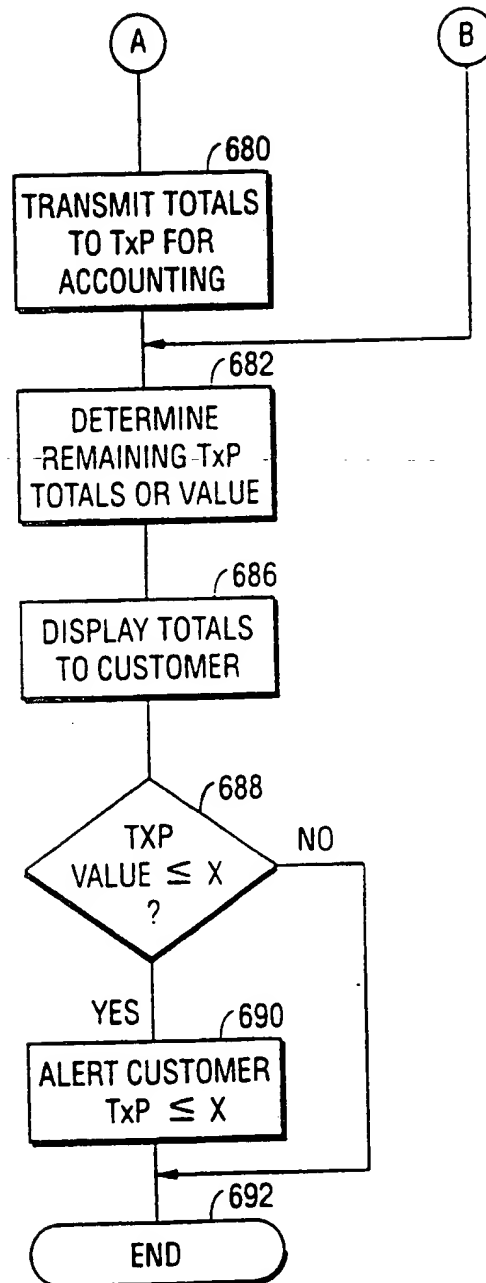 A
B
680
TRANSMIT TOTALS
TO TxP FOR
ACCOUNTING
682
DETERMINE
REMAINING TxP
TOTALS OR VALUE
686
DISPLAY TOTALS
TO CUSTOMER
688
TXP
VALUE ≤ X
?
NO
YES
690
ALERT CUSTOMER
TxP ≤ X
692
END